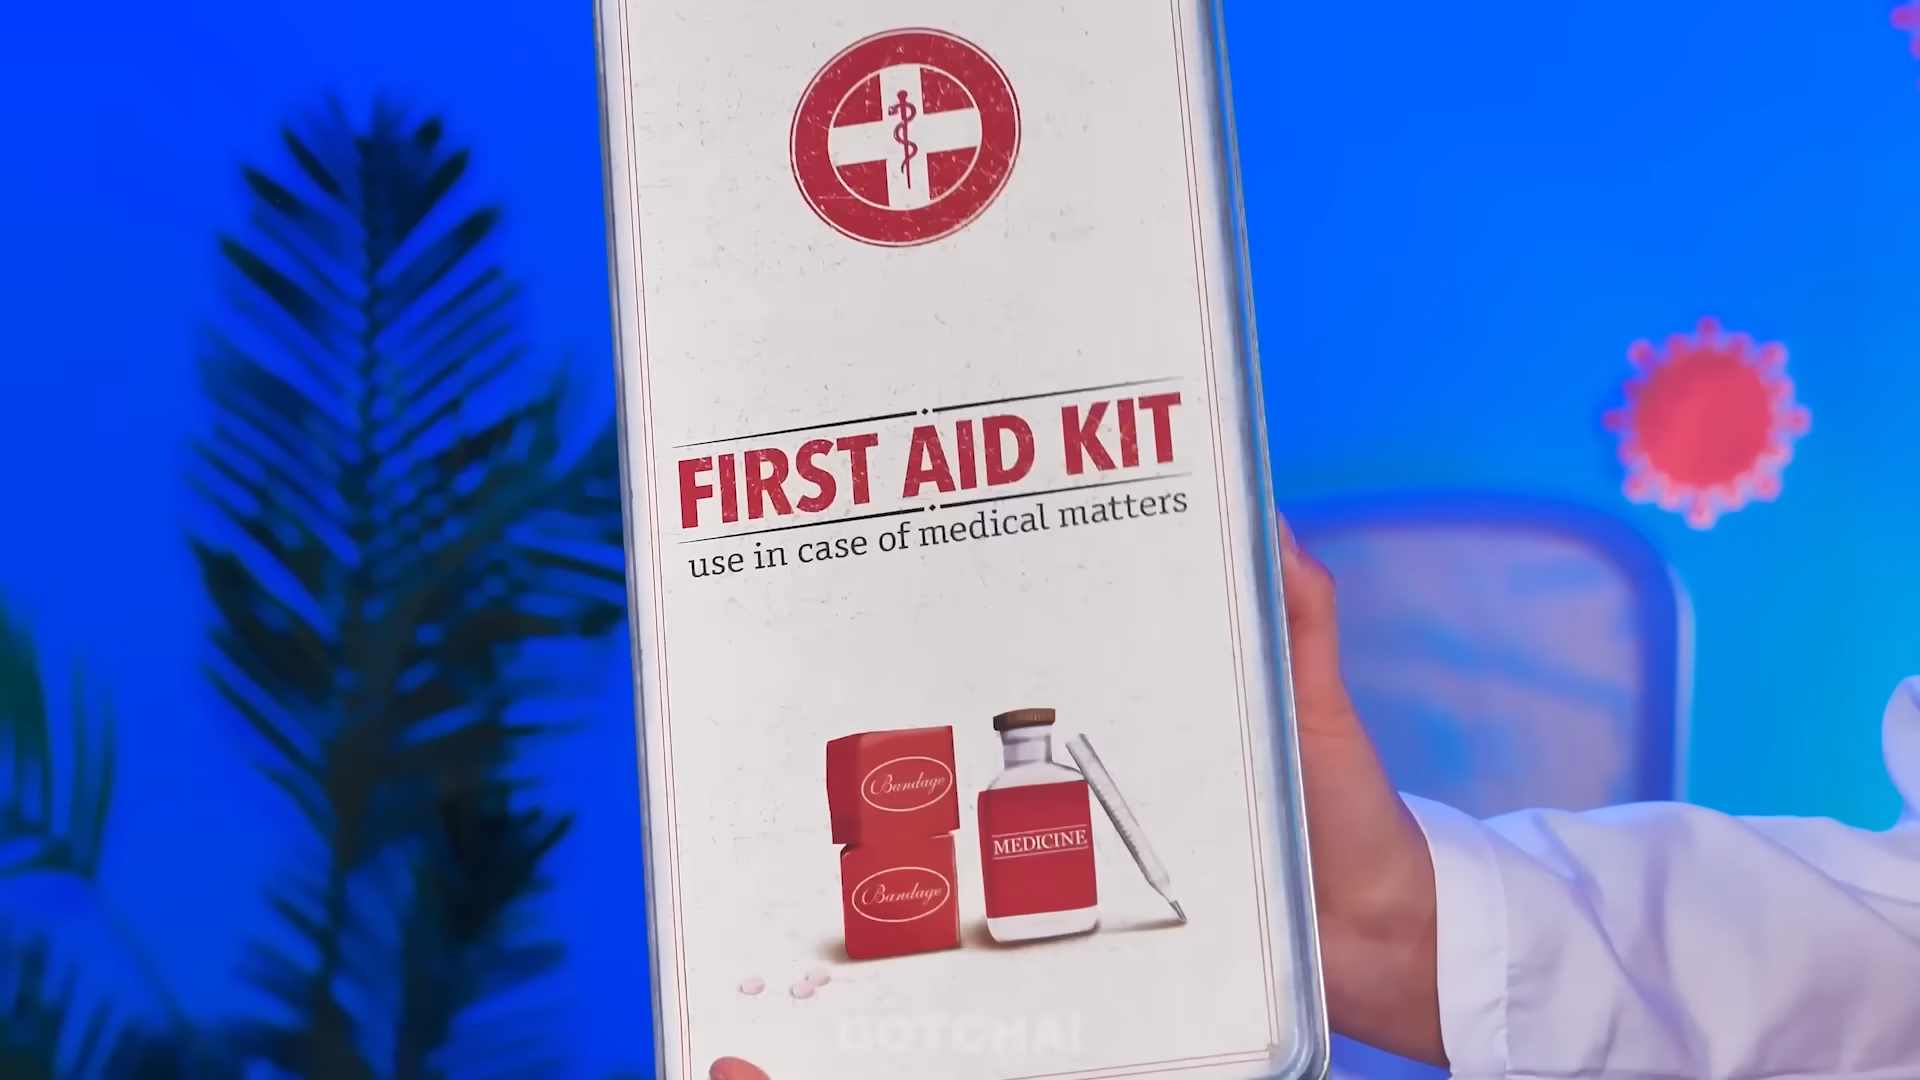 FIRST AID KIT
use in case of medical matters
Bandage
MEDICINE
Bandage
GOTCHA!